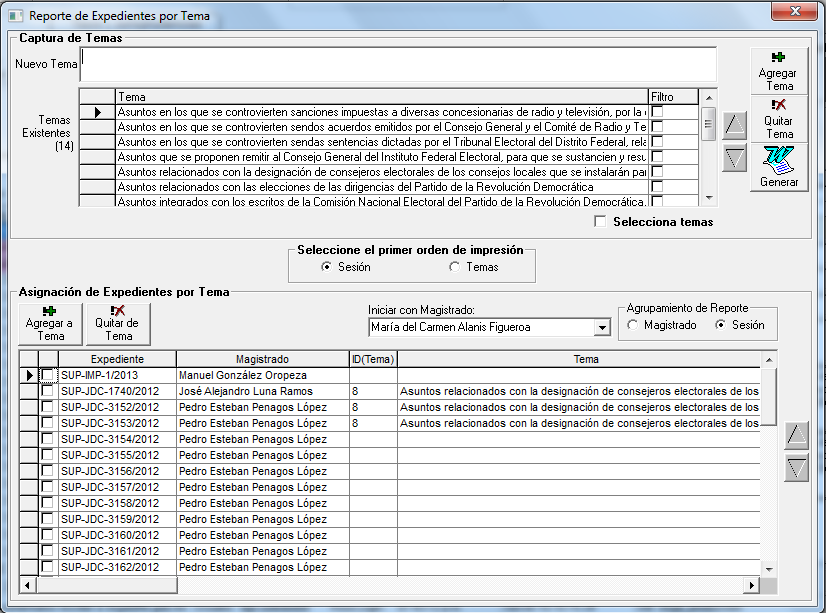 Reporte de Expedientes por Tema
Captura de Temas
Nuevo Tema
Agregar
Tema
Tema Filtro
Temas
Existentes
(14)
Asuntos en los que se controvierten sanciones impuestas a diversas concesionarias de radio y televisión, por la
Asuntos en los que se controvierten sendos acuerdos emitidos por el Consejo General y el Comité de Radio y Te
Asuntos en los que se controvierten sendas sentencias dictadas por el Tribunal Electoral del Distrito Federal, rela
Asuntos que se proponen remitir al Consejo General del Instituto Federal Electoral, para que se sustancien y resu
Asuntos relacionados con la designación de consejeros electorales de los consejos locales que se instalarán par
Asuntos relacionados con las elecciones de las dirigencias del Partido de la Revolución Democrática
Asuntos integrados con los escritos de la Comisión Nacional Electoral del Partido de la Revolución Democrática.
Quitar
Tema
Generar
Selecciona temas
Seleccione el primer orden de impresión
Sesión Temas
Asignación de Expedientes por Tema
Agregar a
Tema
Quitar de
Tema
Iniciar con Magistrado:
María del Carmen Alanis Figueroa
Agrupamiento de Reporte
Magistrado Sesión
Expediente Magistrado ID(Tema) Tema
SUP-IMP-1/2013 Manuel González Oropeza
SUP-JDC-1740/2012 José Alejandro Luna Ramos 8 Asuntos relacionados con la designación de consejeros electorales de los
SUP-JDC-3152/2012 Pedro Esteban Penagos López 8 Asuntos relacionados con la designación de consejeros electorales de los
SUP-JDC-3153/2012 Pedro Esteban Penagos López 8 Asuntos relacionados con la designación de consejeros electorales de los
SUP-JDC-3154/2012 Pedro Esteban Penagos López
SUP-JDC-3155/2012 Pedro Esteban Penagos López
SUP-JDC-3156/2012 Pedro Esteban Penagos López
SUP-JDC-3157/2012 Pedro Esteban Penagos López
SUP-JDC-3158/2012 Pedro Esteban Penagos López
SUP-JDC-3159/2012 Pedro Esteban Penagos López
SUP-JDC-3160/2012 Pedro Esteban Penagos López
SUP-JDC-3161/2012 Pedro Esteban Penagos López
SUP-JDC-3162/2012 Pedro Esteban Penagos López